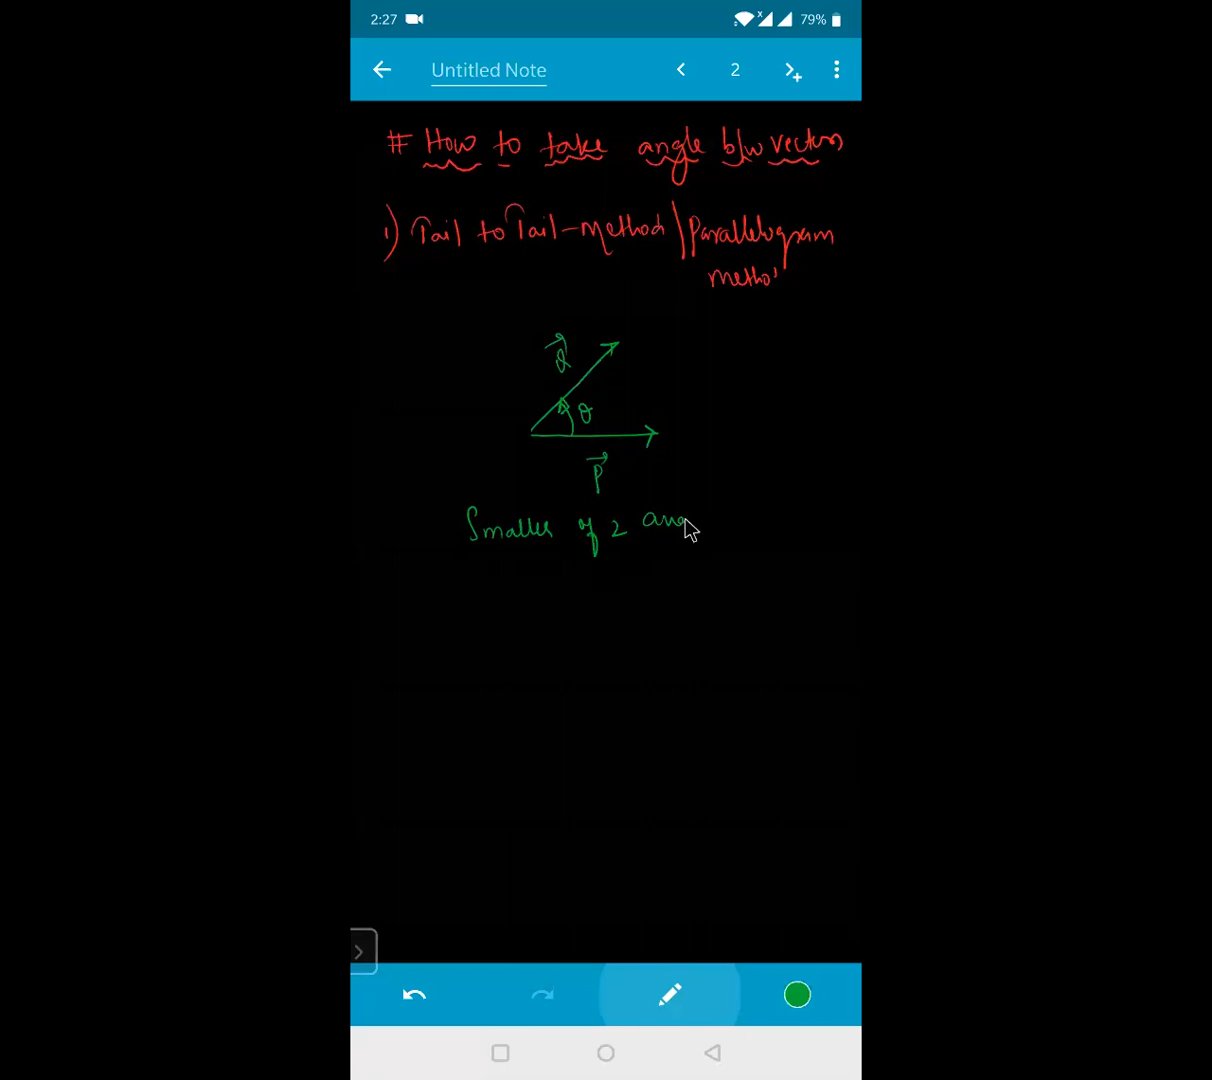 2:27 79%
Untitled Note 2
# How to take angle b/w vectors
1) Tail to Tail-method | Parallelogram
metho
Q
θ
P
Smaller of 2 ang